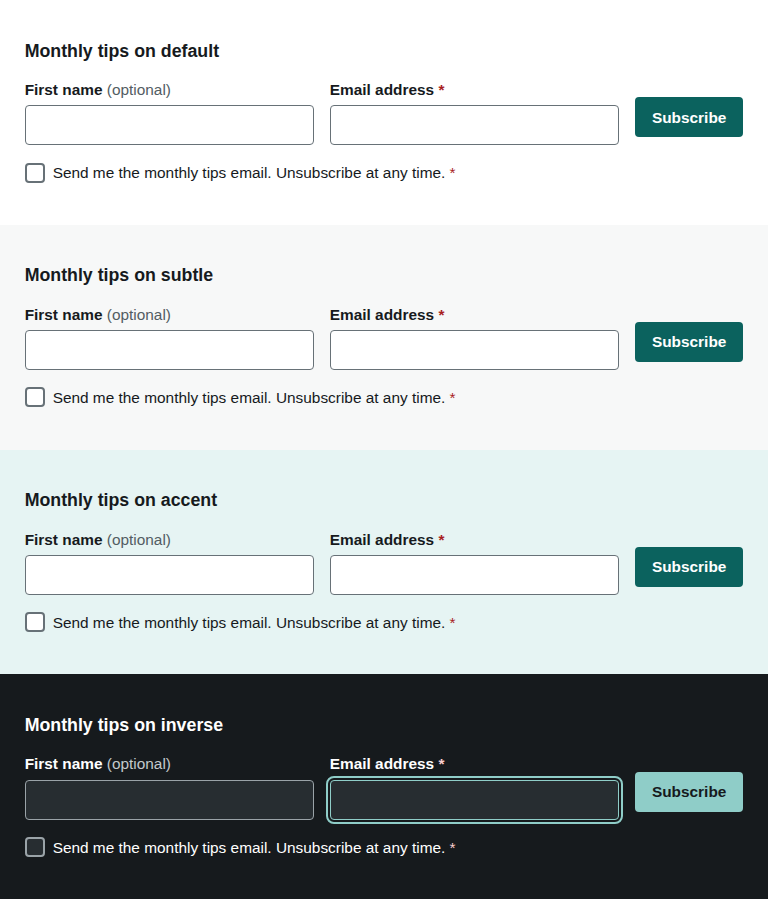 Monthly tips on default
First name (optional)
Email address *
Subscribe
Send me the monthly tips email. Unsubscribe at any time. *
Monthly tips on subtle
First name (optional)
Email address *
Subscribe
Send me the monthly tips email. Unsubscribe at any time. *
Monthly tips on accent
First name (optional)
Email address *
Subscribe
Send me the monthly tips email. Unsubscribe at any time. *
Monthly tips on inverse
First name (optional)
Email address *
Subscribe
Send me the monthly tips email. Unsubscribe at any time. *